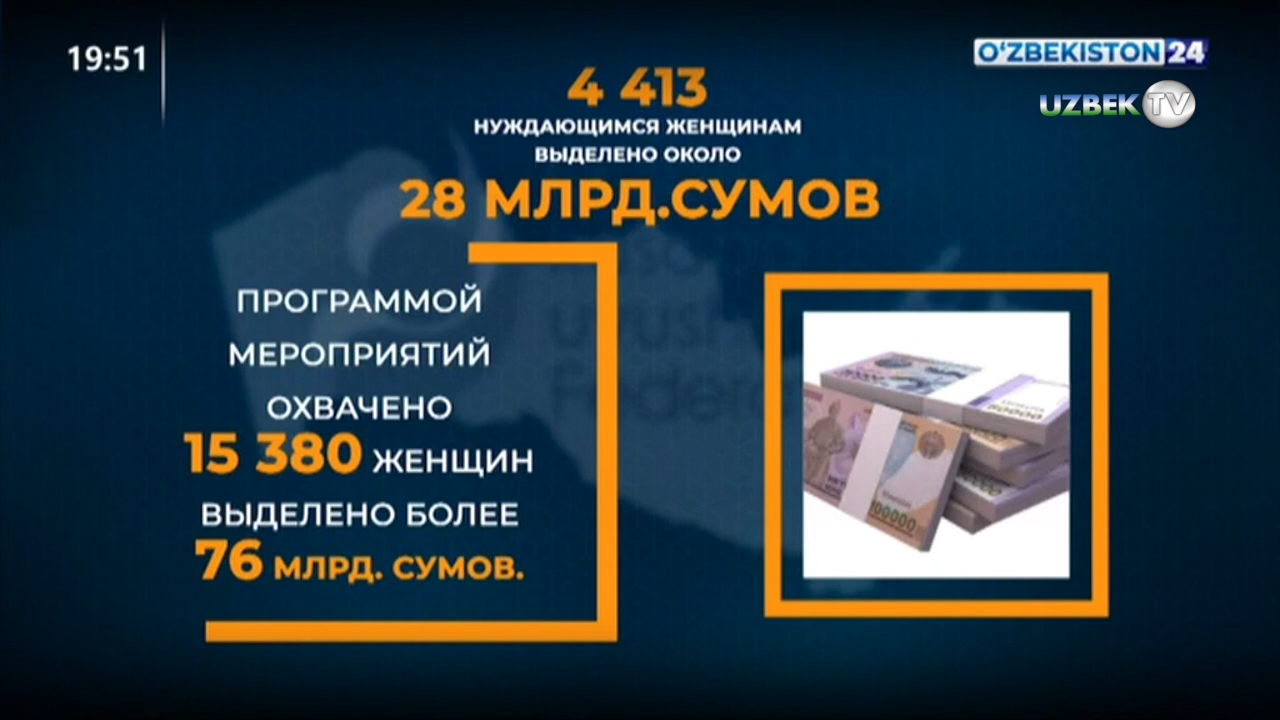 19:51
O‘ZBEKISTON 24
UZBEK TV
4 413
НУЖДАЮЩИМСЯ ЖЕНЩИНАМ
ВЫДЕЛЕНО ОКОЛО
28 МЛРД.СУМОВ
ПРОГРАММОЙ
МЕРОПРИЯТИЙ
ОХВАЧЕНО
15 380 ЖЕНЩИН
ВЫДЕЛЕНО БОЛЕЕ
76 МЛРД. СУМОВ.
100000